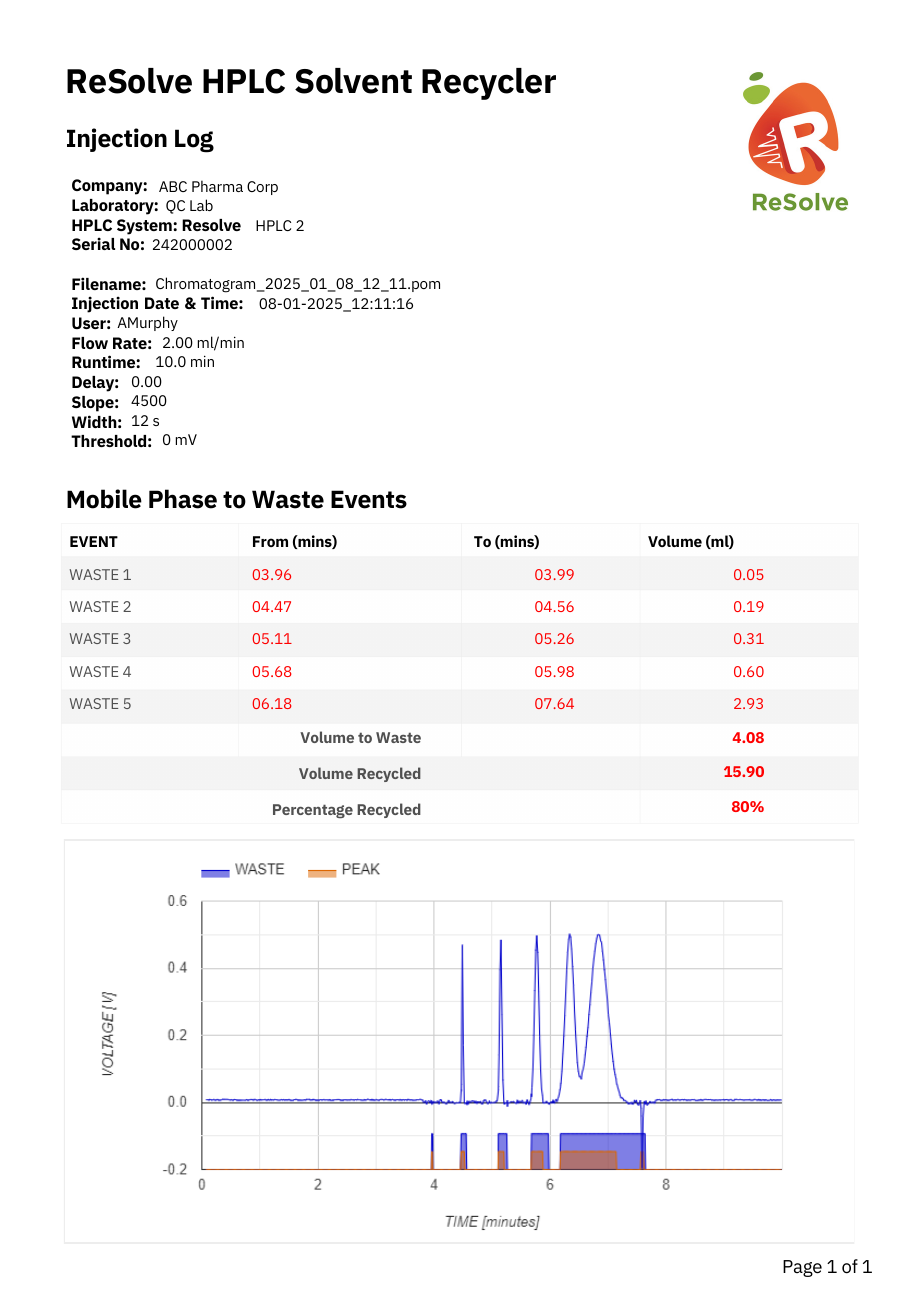 ReSolve HPLC Solvent Recycler
Injection Log
R
ReSolve
Company: ABC Pharma Corp
Laboratory: QC Lab
HPLC System: Resolve HPLC 2
Serial No: 242000002
Filename: Chromatogram_2025_01_08_12_11.pom
Injection Date & Time: 08-01-2025_12:11:16
User: AMurphy
Flow Rate: 2.00 ml/min
Runtime: 10.0 min
Delay: 0.00
Slope: 4500
Width: 12 s
Threshold: 0 mV
Mobile Phase to Waste Events
EVENT From (mins) To (mins) Volume (ml)
WASTE 1 03.96 03.99 0.05
WASTE 2 04.47 04.56 0.19
WASTE 3 05.11 05.26 0.31
WASTE 4 05.68 05.98 0.60
WASTE 5 06.18 07.64 2.93
Volume to Waste 4.08
Volume Recycled 15.90
Percentage Recycled 80%
WASTE PEAK
0.6
0.4
0.2
0.0
-0.2
VOLTAGE [V]
0 2 4 6 8
TIME [minutes]
Page 1 of 1